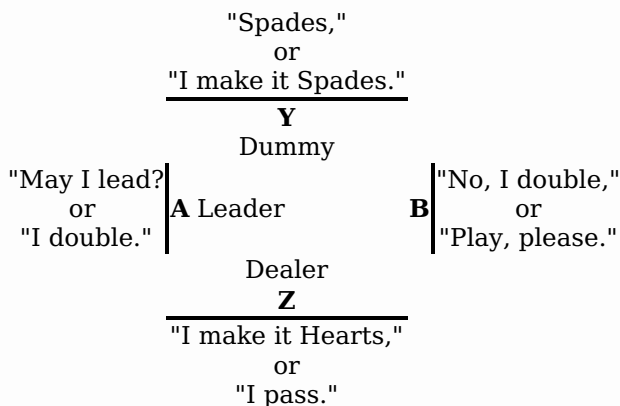 "Spades,"
or
"I make it Spades."
Y
Dummy
"May I lead?
or
"I double."
A Leader
B
"No, I double,"
or
"Play, please."
Dealer
Z
"I make it Hearts,"
or
"I pass."